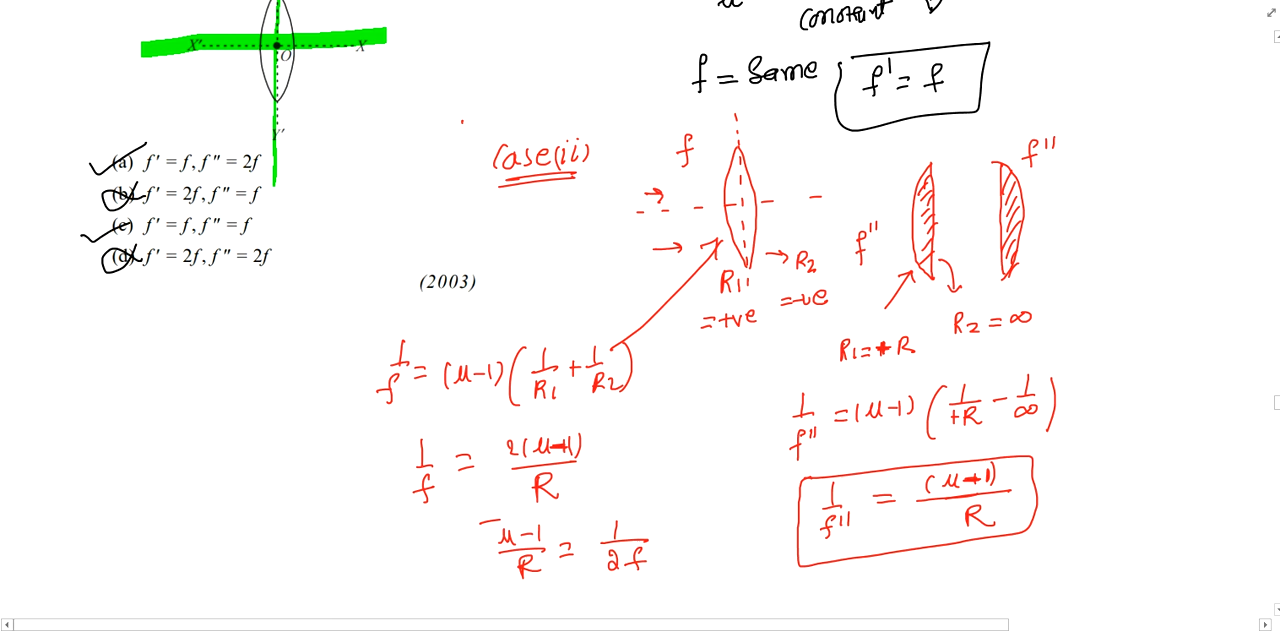 constant
f = Same f' = f
X' O X
Y'
(a) f' = f, f" = 2f
(b) f' = 2f, f" = f
(c) f' = f, f" = f
(d) f' = 2f, f" = 2f
(2003)
Case(ii)
f
R1
=+ve
R2
=-ve
f"
f"
R1=+R
R2=∞
1/f = (μ-1)(1/R1 + 1/R2)
1/f = 2(μ-1)/R
μ-1/R = 1/2f
1/f" = (μ-1)(1/+R - 1/∞)
1/f" = (μ-1)/R